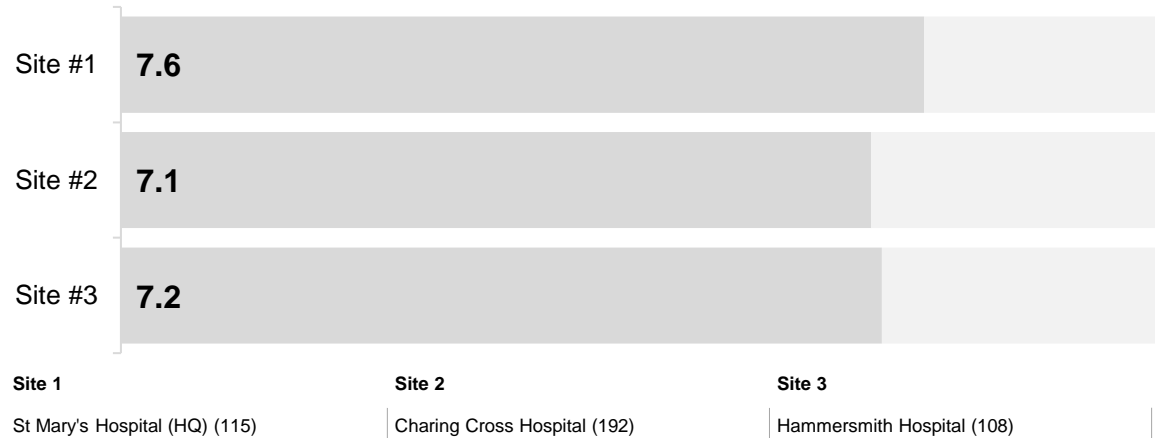 Site #1 7.6
Site #2 7.1
Site #3 7.2
Site 1 Site 2 Site 3
St Mary's Hospital (HQ) (115) Charing Cross Hospital (192) Hammersmith Hospital (108)